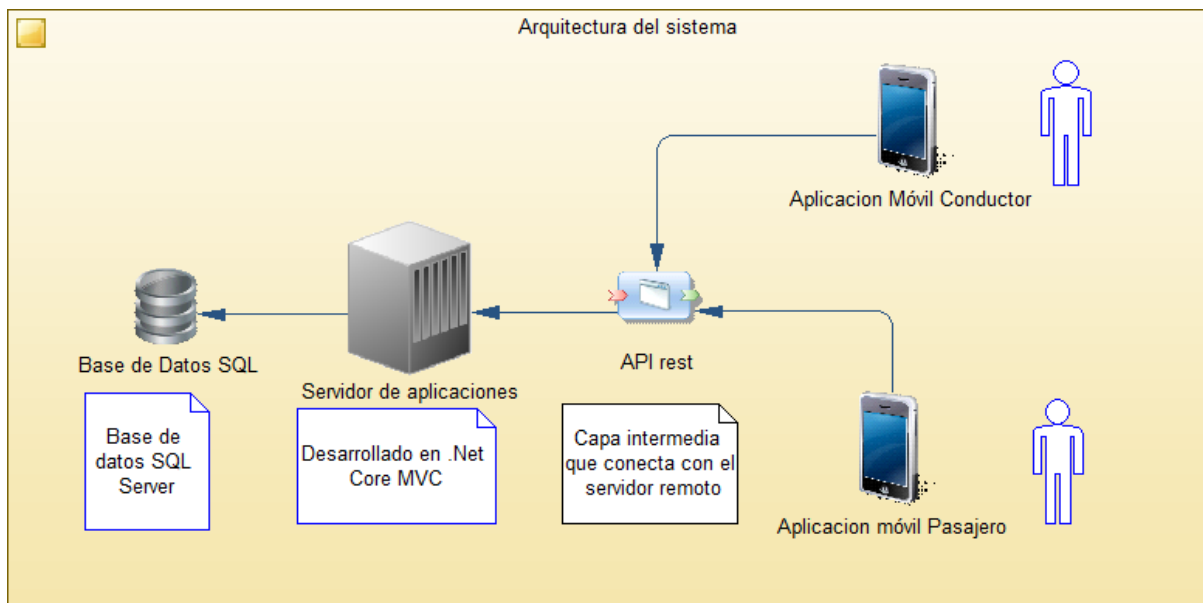 Arquitectura del sistema
Aplicacion Móvil Conductor
Base de Datos SQL
Servidor de aplicaciones
API rest
Base de
datos SQL
Server
Desarrollado en .Net
Core MVC
Capa intermedia
que conecta con el
servidor remoto
Aplicacion móvil Pasajero